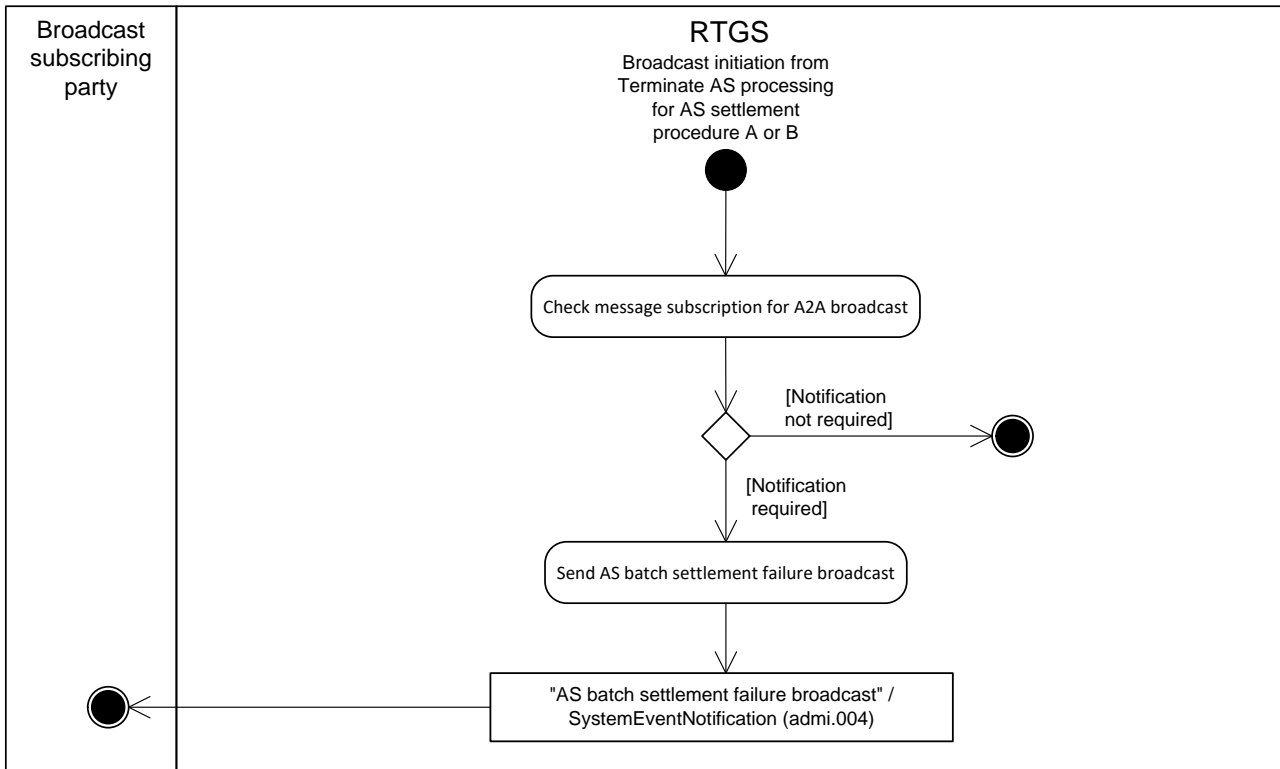 Broadcast
subscribing
party
RTGS
Broadcast initiation from
Terminate AS processing
for AS settlement
procedure A or B
Check message subscription for A2A broadcast
[Notification
not required]
[Notification
required]
Send AS batch settlement failure broadcast
"AS batch settlement failure broadcast" /
SystemEventNotification (admi.004)